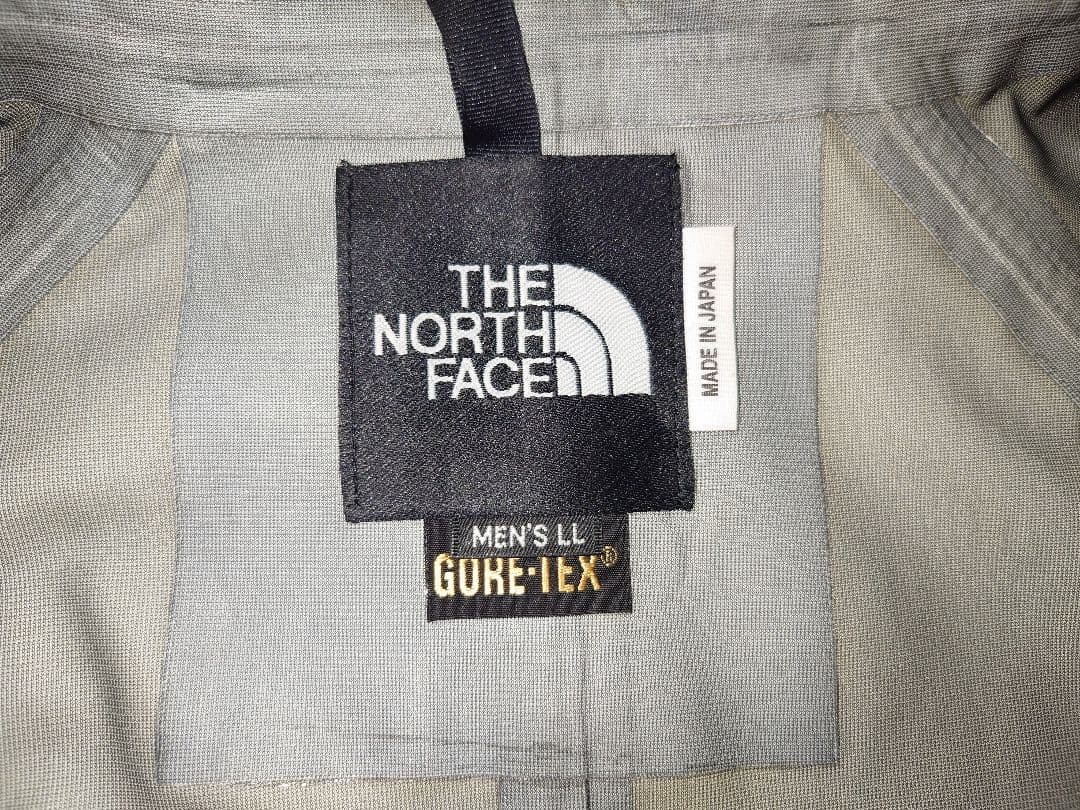 THE
NORTH
FACE
MADE IN JAPAN
MEN'S LL
GORE-TEX®